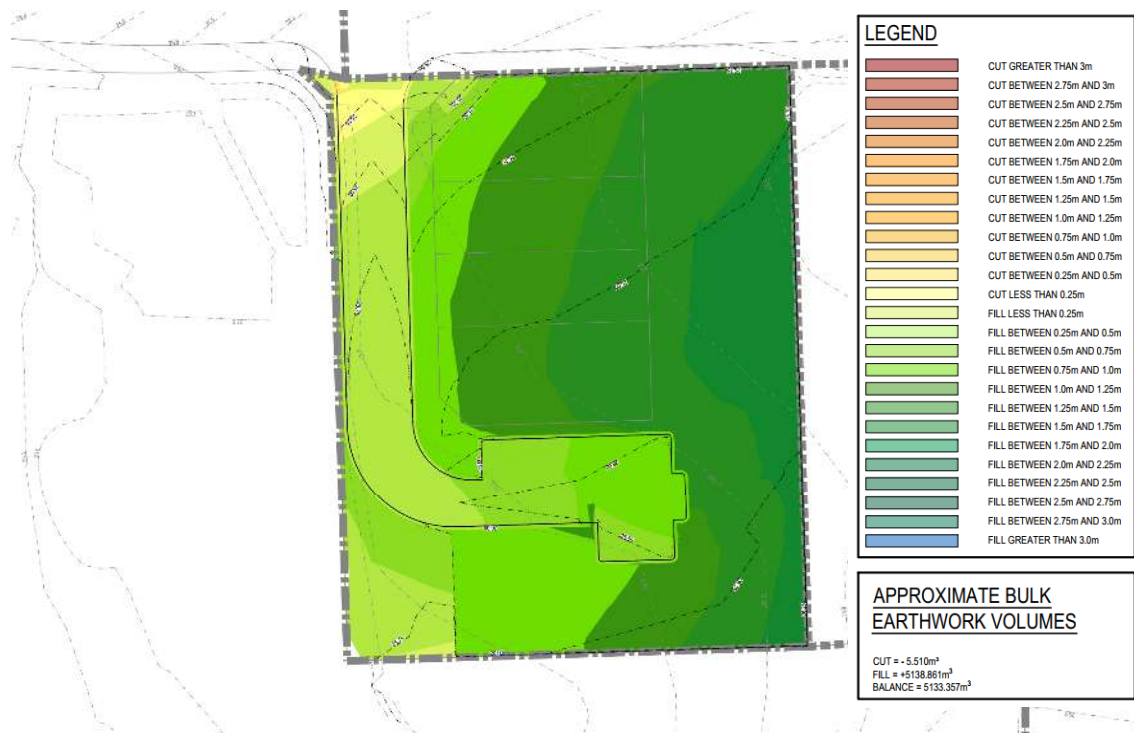 LEGEND
CUT GREATER THAN 3m
CUT BETWEEN 2.75m AND 3m
CUT BETWEEN 2.5m AND 2.75m
CUT BETWEEN 2.25m AND 2.5m
CUT BETWEEN 2.0m AND 2.25m
CUT BETWEEN 1.75m AND 2.0m
CUT BETWEEN 1.5m AND 1.75m
CUT BETWEEN 1.25m AND 1.5m
CUT BETWEEN 1.0m AND 1.25m
CUT BETWEEN 0.75m AND 1.0m
CUT BETWEEN 0.5m AND 0.75m
CUT BETWEEN 0.25m AND 0.5m
CUT LESS THAN 0.25m
FILL LESS THAN 0.25m
FILL BETWEEN 0.25m AND 0.5m
FILL BETWEEN 0.5m AND 0.75m
FILL BETWEEN 0.75m AND 1.0m
FILL BETWEEN 1.0m AND 1.25m
FILL BETWEEN 1.25m AND 1.5m
FILL BETWEEN 1.5m AND 1.75m
FILL BETWEEN 1.75m AND 2.0m
FILL BETWEEN 2.0m AND 2.25m
FILL BETWEEN 2.25m AND 2.5m
FILL BETWEEN 2.5m AND 2.75m
FILL BETWEEN 2.75m AND 3.0m
FILL GREATER THAN 3.0m
APPROXIMATE BULK
EARTHWORK VOLUMES
CUT = - 5.510m³
FILL = +5138.861m³
BALANCE = 5133.357m³